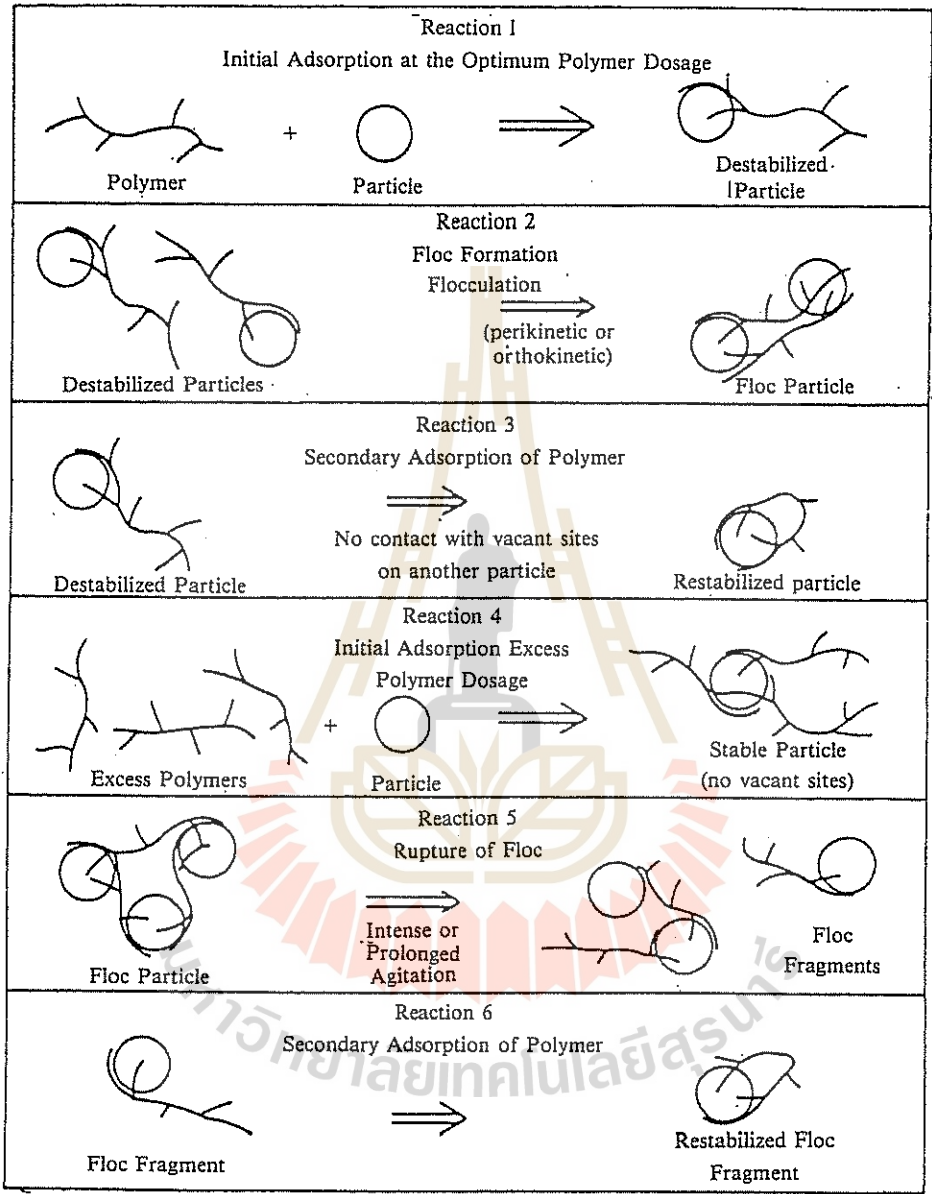 Reaction 1
Initial Adsorption at the Optimum Polymer Dosage
+
Polymer
Particle
Destabilized
Particle
Reaction 2
Floc Formation
Flocculation
(perikinetic or
orthokinetic)
Destabilized Particles
Floc Particle
Reaction 3
Secondary Adsorption of Polymer
No contact with vacant sites
on another particle
Destabilized Particle
Restabilized particle
Reaction 4
Initial Adsorption Excess
Polymer Dosage
+
Excess Polymers
Particle
Stable Particle
(no vacant sites)
Reaction 5
Rupture of Floc
Intense or
Prolonged
Agitation
Floc Particle
Floc
Fragments
Reaction 6
Secondary Adsorption of Polymer
Floc Fragment
Restabilized Floc
Fragment
มหาวิทยาลัยเทคโนโลยีสุรนารี